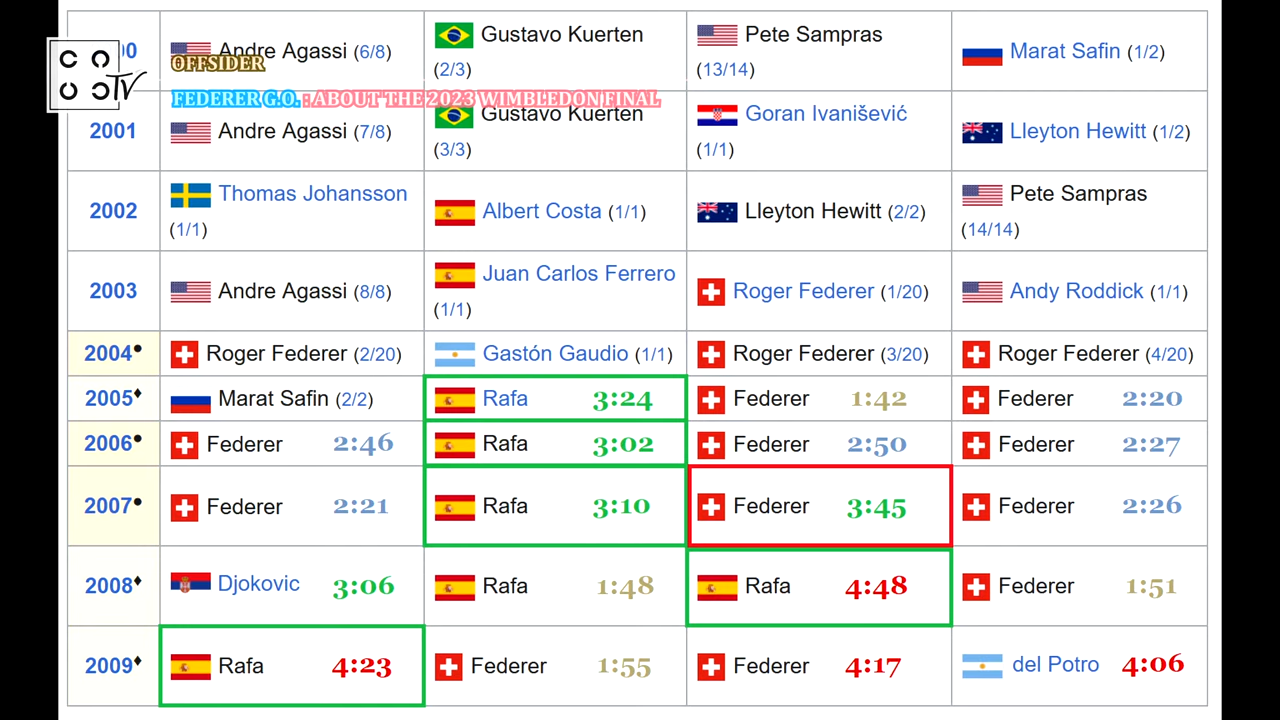 00 Andre Agassi (6/8) Gustavo Kuerten (2/3) Pete Sampras (13/14) Marat Safin (1/2)
C C
C C TV
OFFSIDER
FEDERER G.O. : ABOUT THE 2023 WIMBLEDON FINAL
2001 Andre Agassi (7/8) Gustavo Kuerten (3/3) Goran Ivanišević (1/1) Lleyton Hewitt (1/2)
2002 Thomas Johansson (1/1) Albert Costa (1/1) Lleyton Hewitt (2/2) Pete Sampras (14/14)
2003 Andre Agassi (8/8) Juan Carlos Ferrero (1/1) Roger Federer (1/20) Andy Roddick (1/1)
2004● Roger Federer (2/20) Gastón Gaudio (1/1) Roger Federer (3/20) Roger Federer (4/20)
2005♦ Marat Safin (2/2) Rafa 3:24 Federer 1:42 Federer 2:20
2006● Federer 2:46 Rafa 3:02 Federer 2:50 Federer 2:27
2007● Federer 2:21 Rafa 3:10 Federer 3:45 Federer 2:26
2008♦ Djokovic 3:06 Rafa 1:48 Rafa 4:48 Federer 1:51
2009♦ Rafa 4:23 Federer 1:55 Federer 4:17 del Potro 4:06